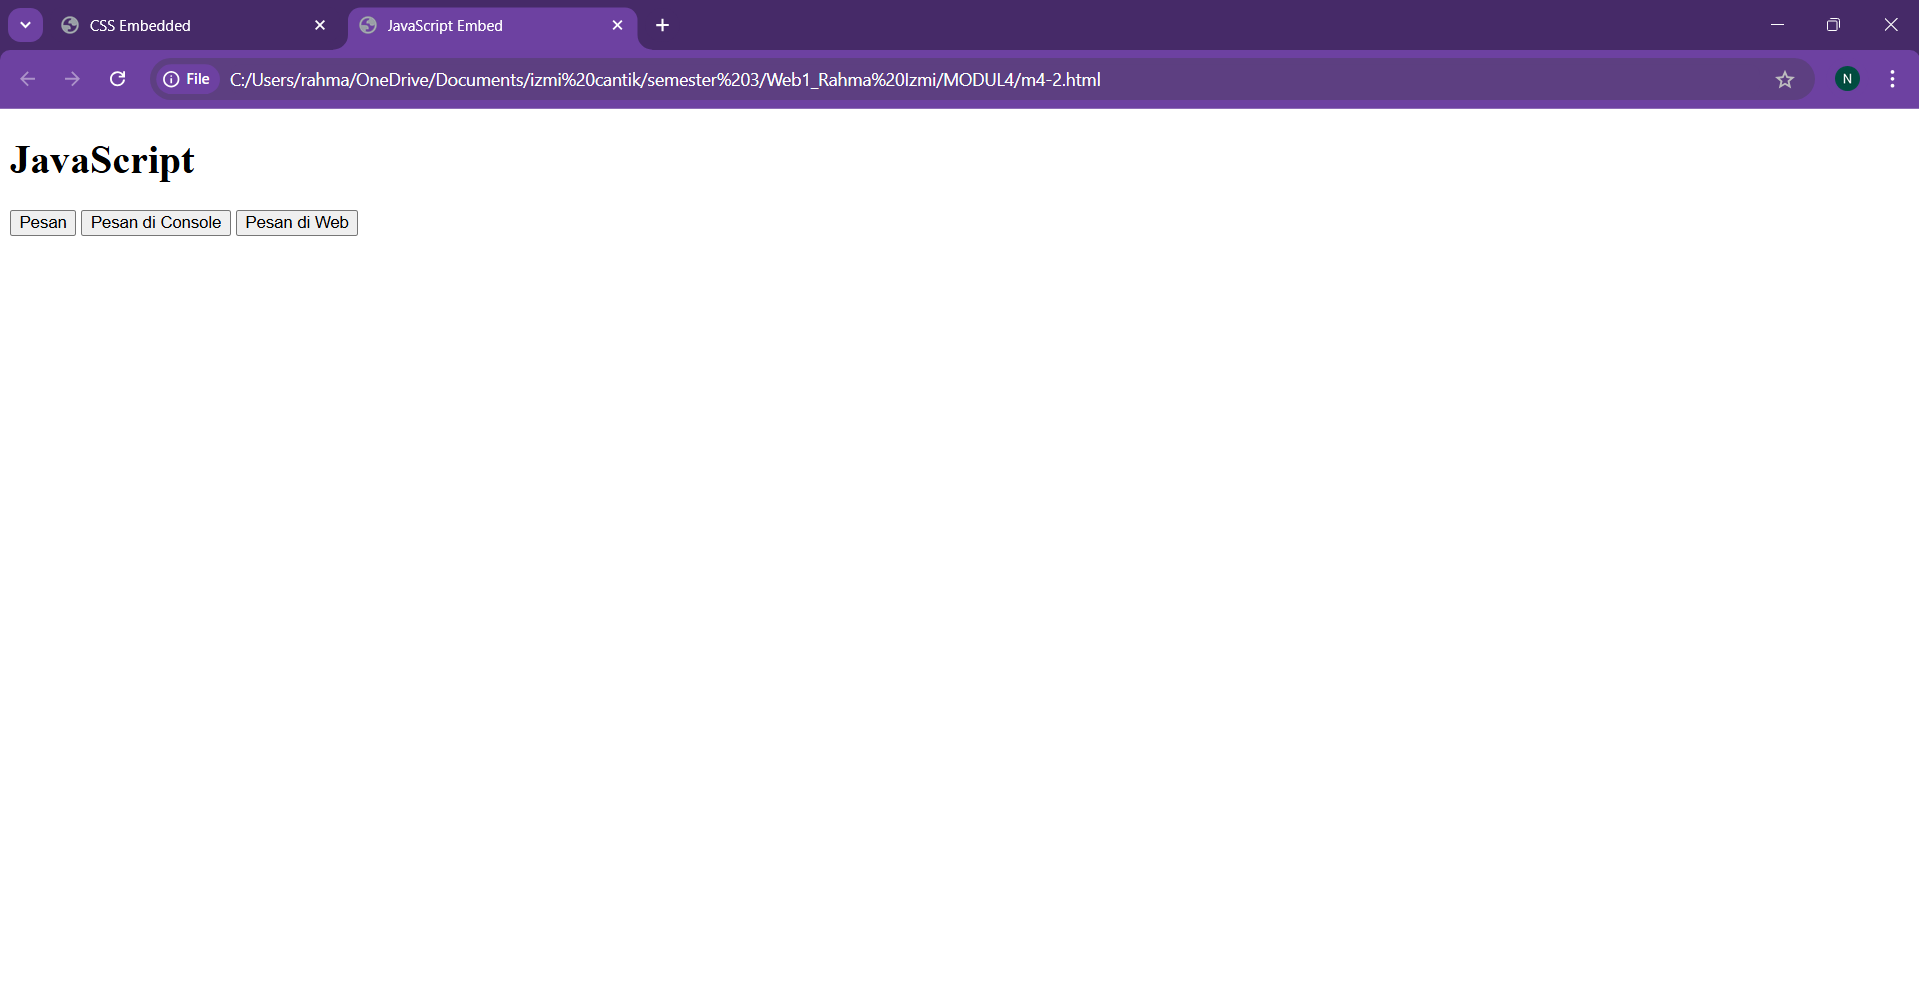 CSS Embedded
JavaScript Embed
File
C:/Users/rahma/OneDrive/Documents/izmi%20cantik/semester%203/Web1_Rahma%20Izmi/MODUL4/m4-2.html
N
JavaScript
Pesan Pesan di Console Pesan di Web